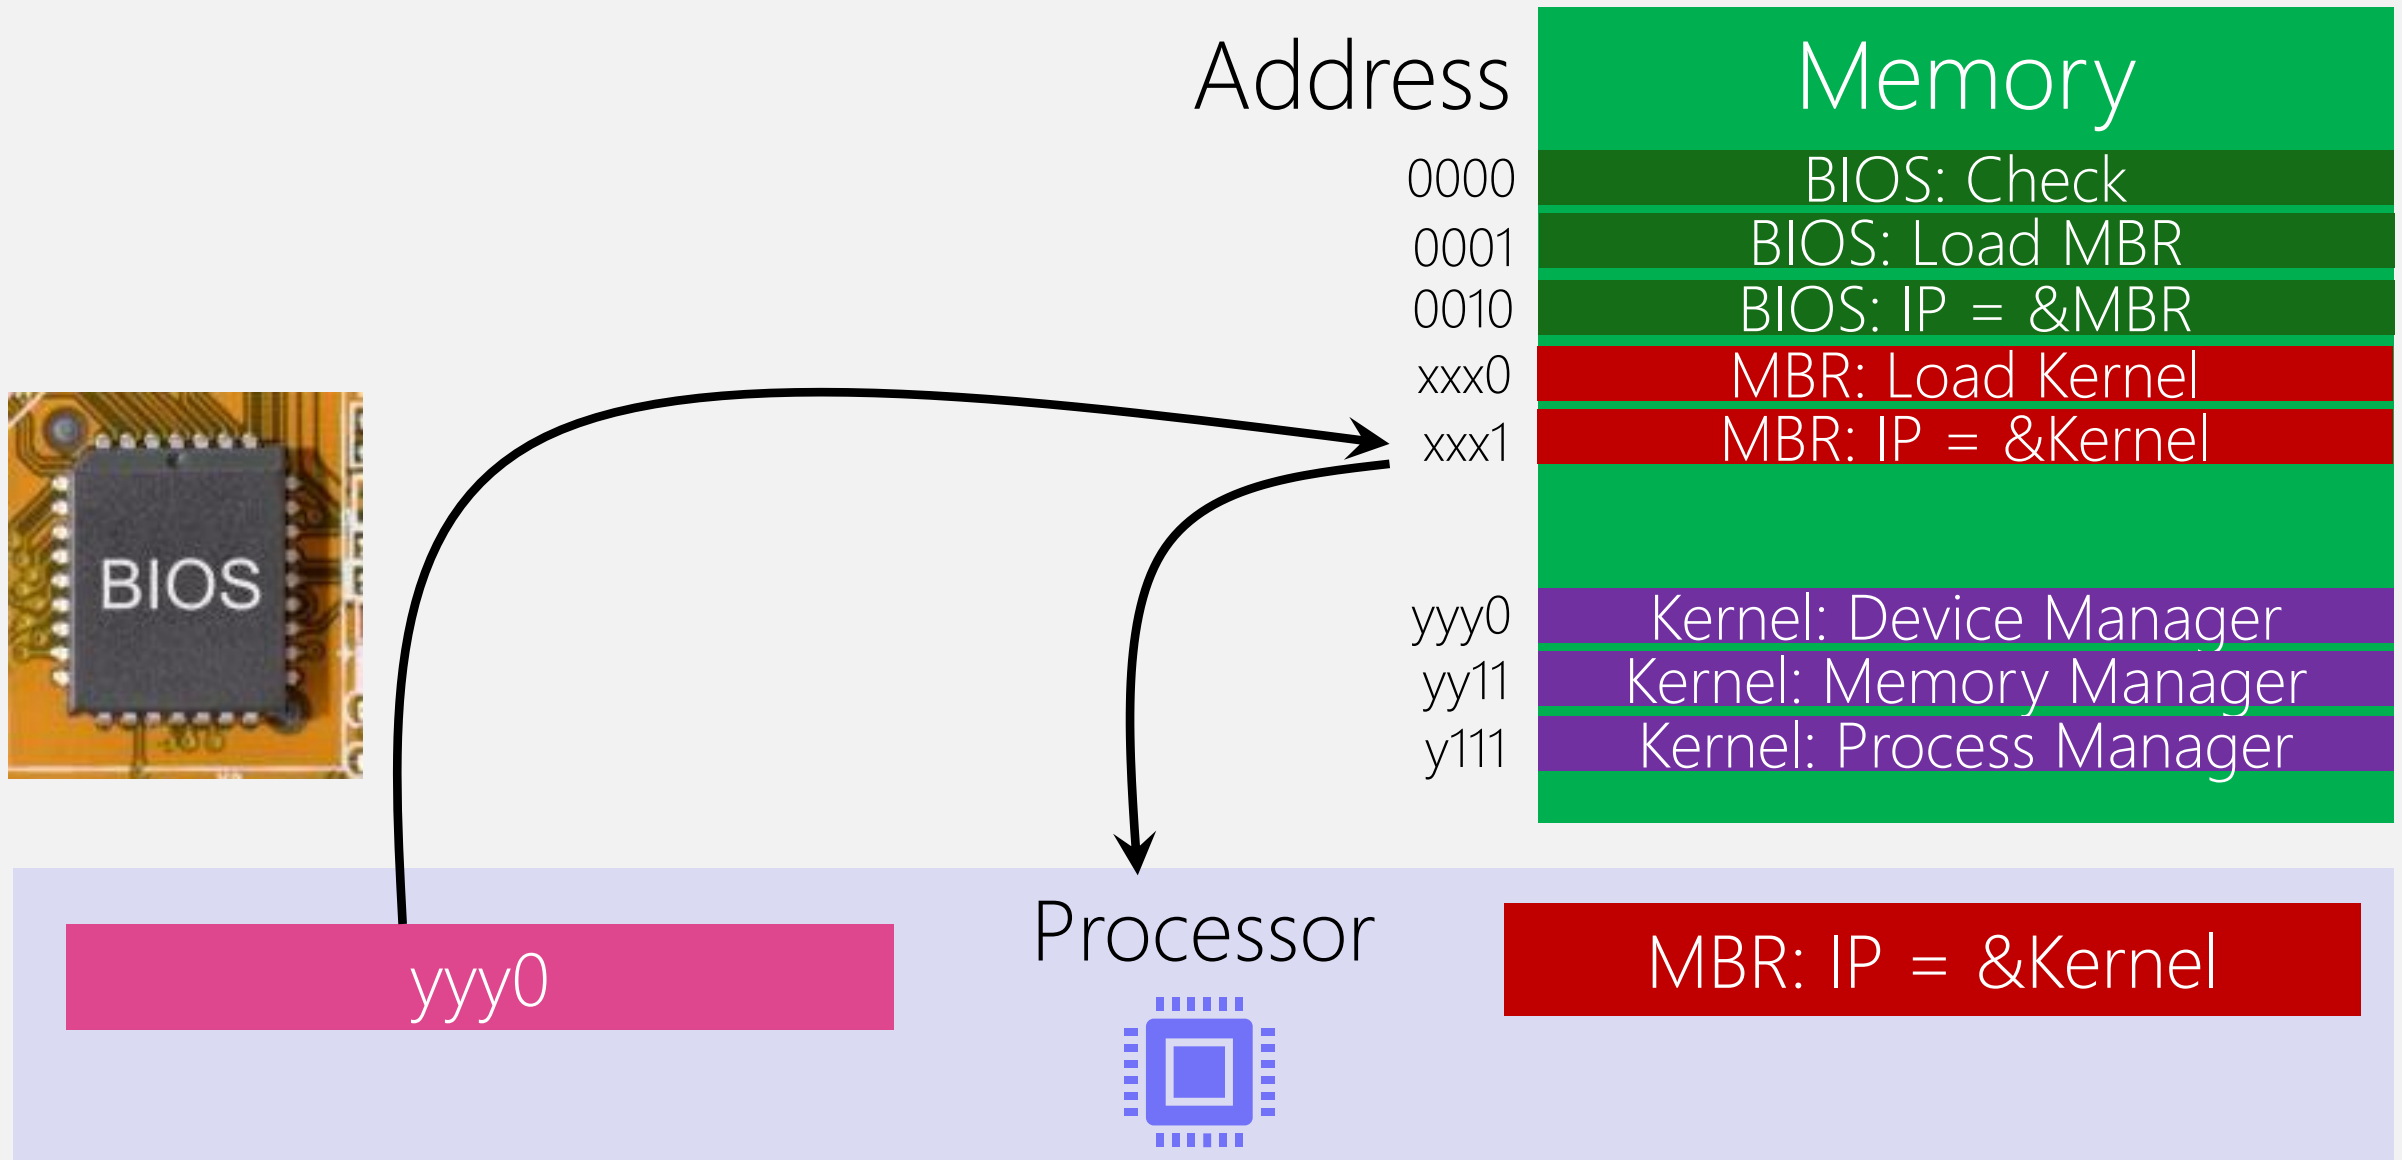 Address
Memory
0000
BIOS: Check
0001
BIOS: Load MBR
0010
BIOS: IP = &MBR
xxx0
MBR: Load Kernel
xxx1
MBR: IP = &Kernel
BIOS
yyy0
Kernel: Device Manager
yy11
Kernel: Memory Manager
y111
Kernel: Process Manager
yyy0
Processor
MBR: IP = &Kernel